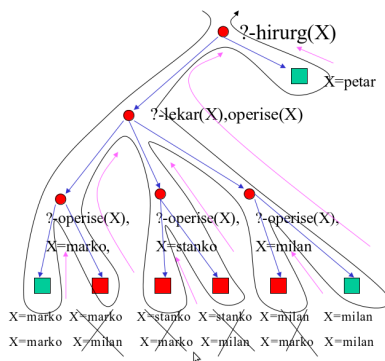 ?-hirurg(X)
X=petar
?-lekar(X),operise(X)
?-operise(X), ?-operise(X), ?-operise(X),
X=marko, X=stanko X=milan
X=marko X=marko X=stanko X=stanko X=milan X=milan
X=marko X=milan X=marko X=milan X=marko X=milan